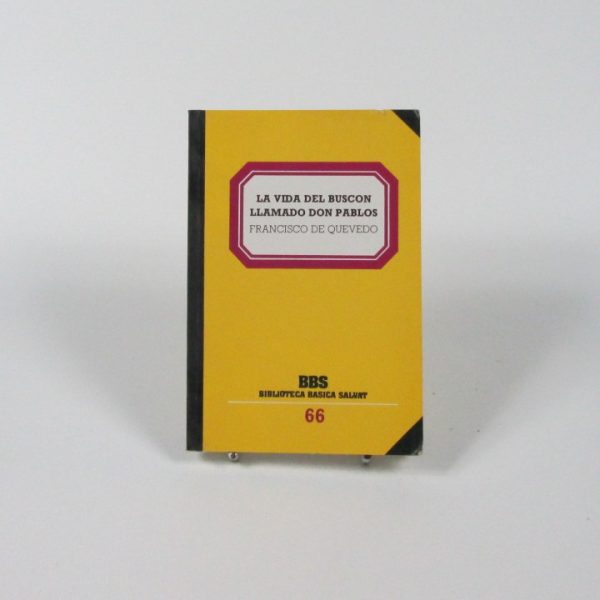 LA VIDA DEL BUSCON
LLAMADO DON PABLOS
FRANCISCO DE QUEVEDO
BBS
BIBLIOTECA BASICA SALVAT
66